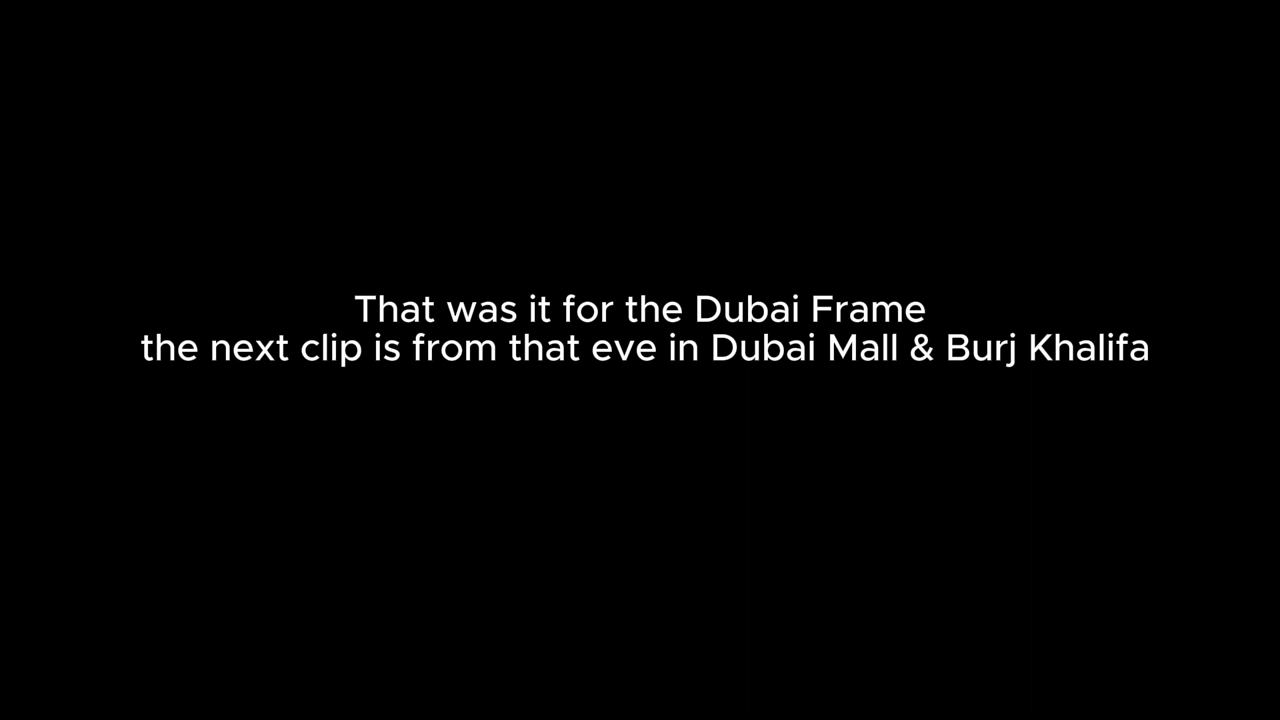 That was it for the Dubai Frame
the next clip is from that eve in Dubai Mall & Burj Khalifa